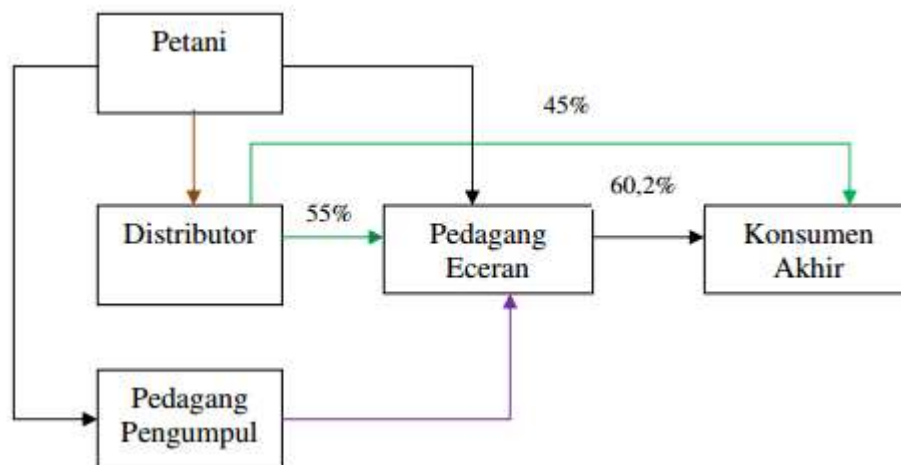 Petani
45%
60,2%
Distributor
55%
Pedagang
Eceran
Konsumen
Akhir
Pedagang
Pengumpul